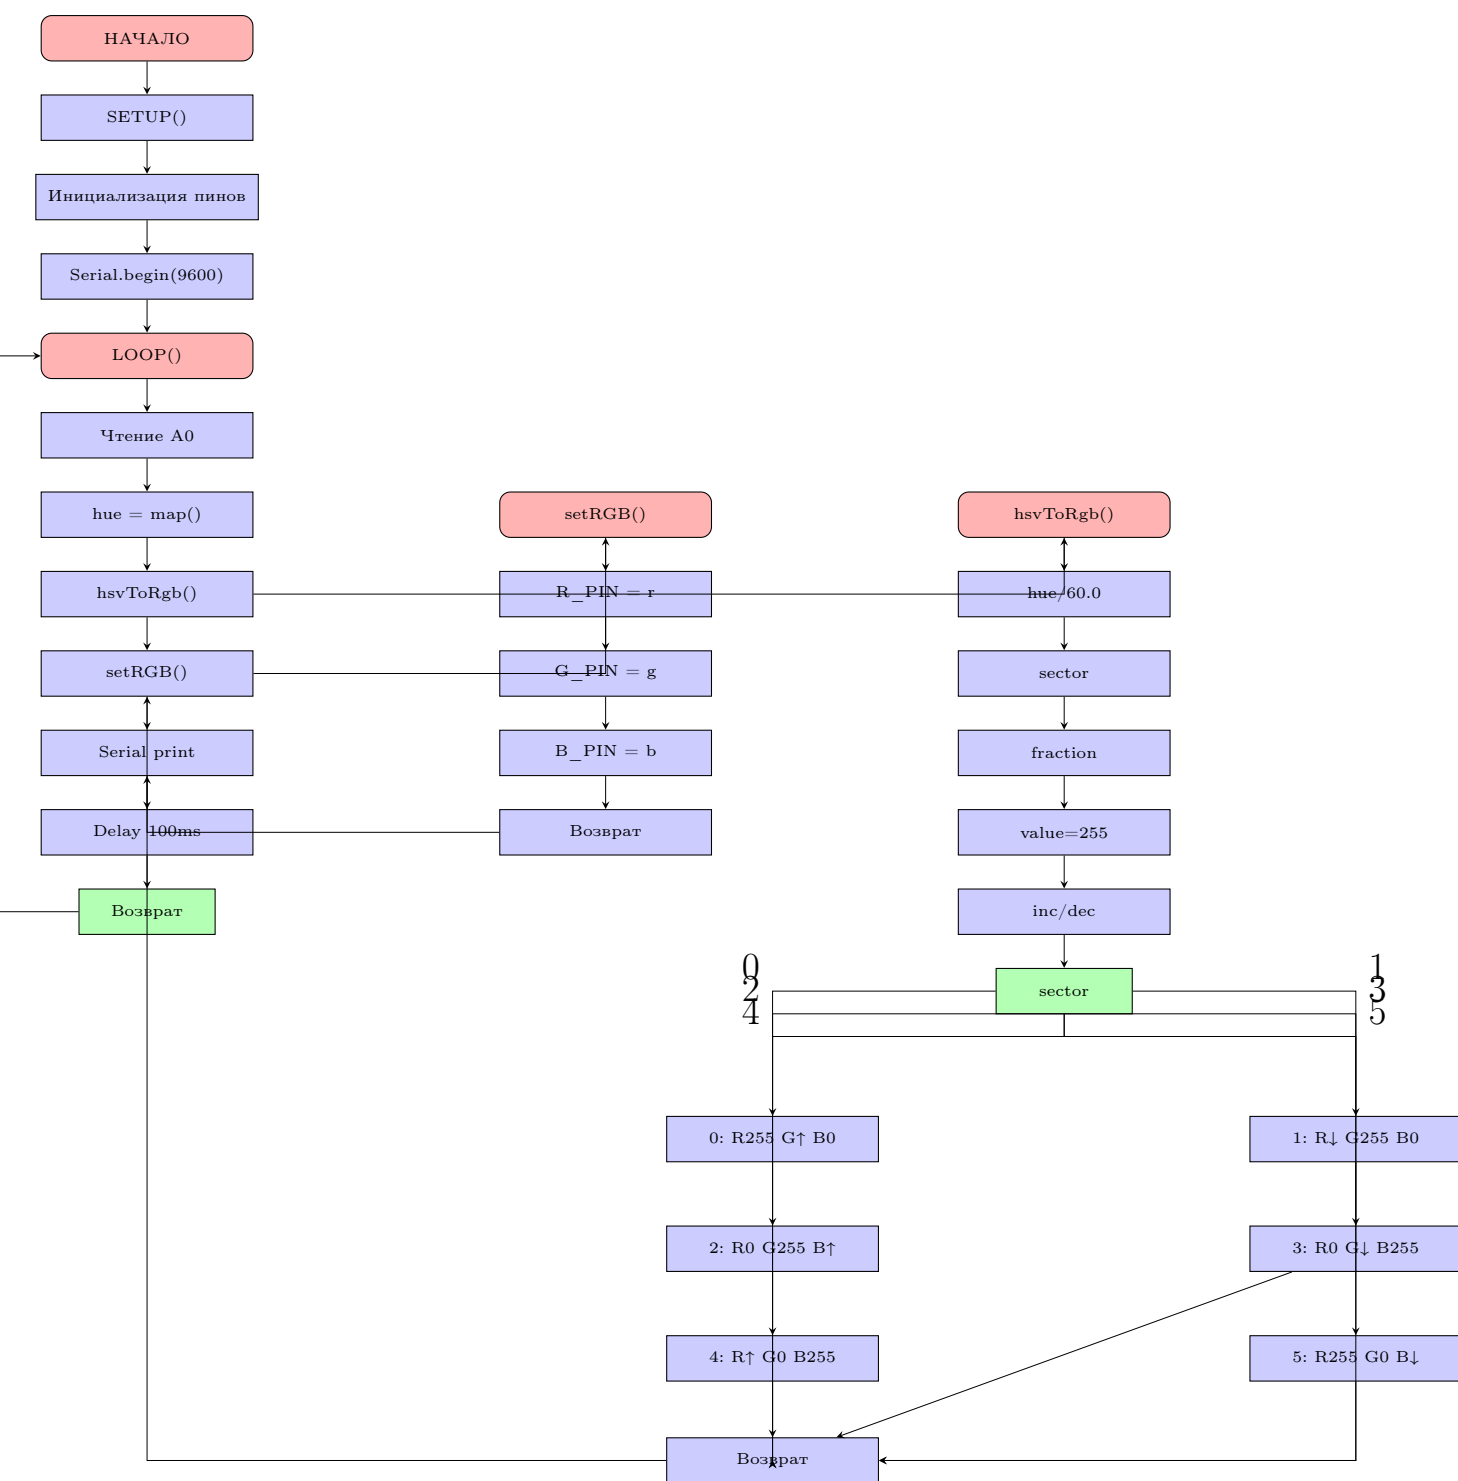 НАЧАЛО
SETUP()
Инициализация пинов
Serial.begin(9600)
LOOP()
Чтение A0
hue = map()
hsvToRgb()
setRGB()
Serial print
Delay 100ms
Возврат
setRGB()
R_PIN = r
G_PIN = g
B_PIN = b
Возврат
hsvToRgb()
hue/60.0
sector
fraction
value=255
inc/dec
sector
0
2
4
1
3
5
0: R255 G↑ B0
2: R0 G255 B↑
4: R↑ G0 B255
Возврат
1: R↓ G255 B0
3: R0 G↓ B255
5: R255 G0 B↓